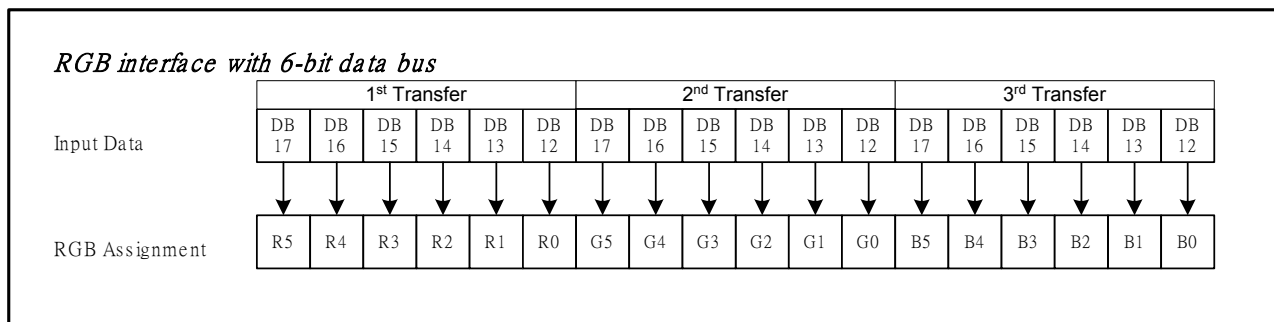 RGB interface with 6-bit data bus
1st Transfer 2nd Transfer 3rd Transfer
Input Data DB 17 DB 16 DB 15 DB 14 DB 13 DB 12 DB 17 DB 16 DB 15 DB 14 DB 13 DB 12 DB 17 DB 16 DB 15 DB 14 DB 13 DB 12
RGB Assignment R5 R4 R3 R2 R1 R0 G5 G4 G3 G2 G1 G0 B5 B4 B3 B2 B1 B0